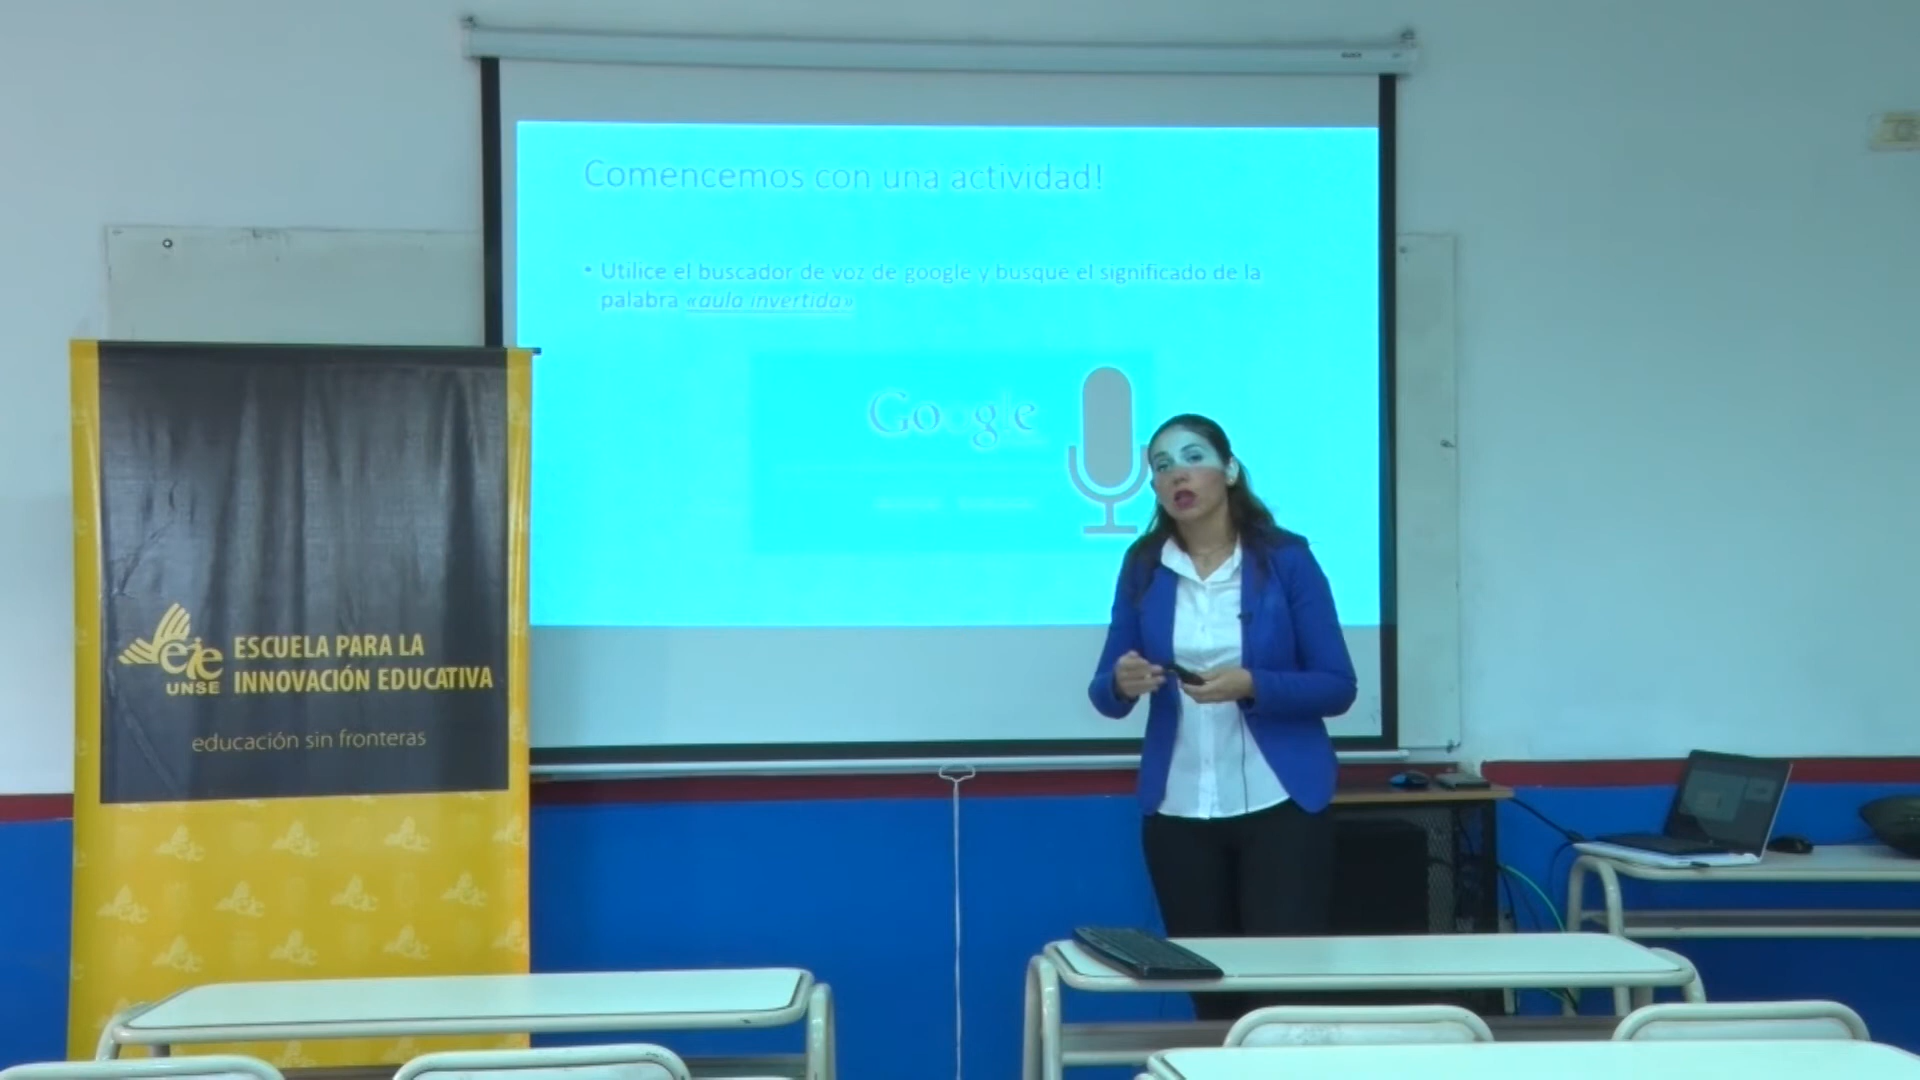 Comencemos con una actividad!
• Utilice el buscador de voz de google y busque el significado de la
palabra «aula invertida»
Google
eie
UNSE
ESCUELA PARA LA
INNOVACIÓN EDUCATIVA
educación sin fronteras